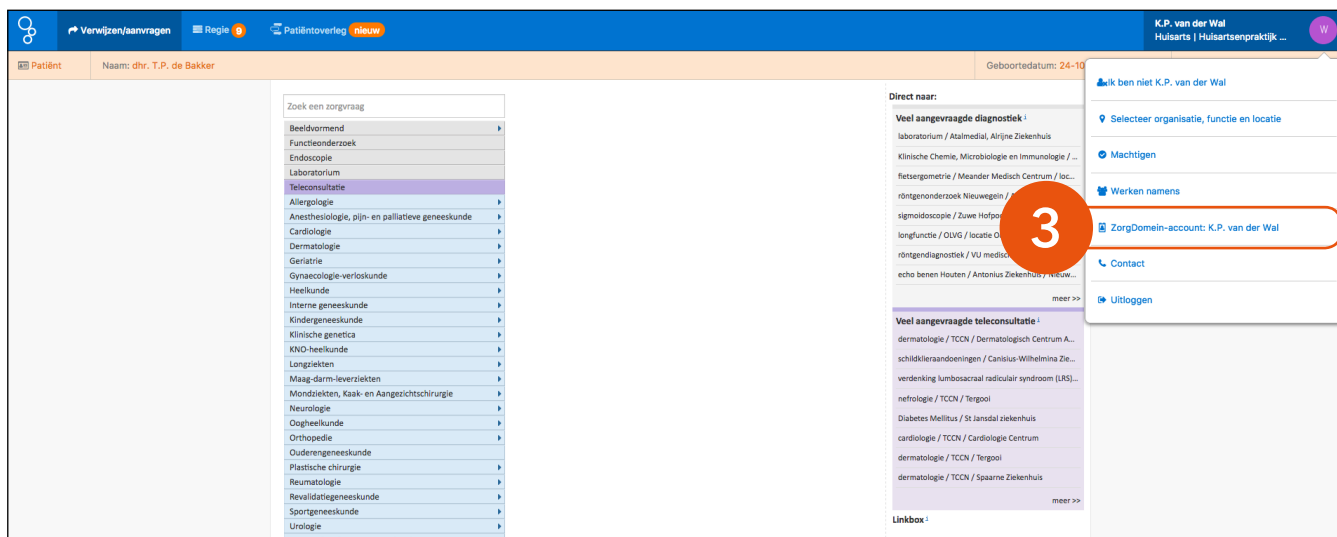 Verwijzen/aanvragen
Regie 9
Patiëntoverleg nieuw
K.P. van der Wal
Huisarts | Huisartsenpraktijk ...
W
Patiënt
Naam: dhr. T.P. de Bakker
Geboortedatum: 24-10
Zoek een zorgvraag
Beeldvormend
Functieonderzoek
Endoscopie
Laboratorium
Teleconsultatie
Allergologie
Anesthesiologie, pijn- en palliatieve geneeskunde
Cardiologie
Dermatologie
Geriatrie
Gynaecologie-verloskunde
Heelkunde
Interne geneeskunde
Kindergeneeskunde
Klinische genetica
KNO-heelkunde
Longziekten
Maag-darm-leverziekten
Mondziekten, Kaak- en Aangezichtschirurgie
Neurologie
Oogheelkunde
Orthopedie
Ouderengeneeskunde
Plastische chirurgie
Reumatologie
Revalidatiegeneeskunde
Sportgeneeskunde
Urologie
Direct naar:
Veel aangevraagde diagnostiek i
laboratorium / Atalmedial, Alrijne Ziekenhuis
Klinische Chemie, Microbiologie en Immunologie / ...
fietsergometrie / Meander Medisch Centrum / loc...
röntgenonderzoek Nieuwegein /
sigmoidoscopie / Zuwe Hofpo
longfunctie / OLVG / locatie O
röntgendiagnostiek / VU medisc
echo benen Houten / Antonius Ziekenhuis / Nieuw...
meer >>
Veel aangevraagde teleconsultatie i
dermatologie / TCCN / Dermatologisch Centrum A...
schildklieraandoeningen / Canisius-Wilhelmina Zie...
verdenking lumbosacraal radiculair syndroom (LRS)...
nefrologie / TCCN / Tergooi
Diabetes Mellitus / St Jansdal ziekenhuis
cardiologie / TCCN / Cardiologie Centrum
dermatologie / TCCN / Tergooi
dermatologie / TCCN / Spaarne Ziekenhuis
meer >>
Linkbox i
Ik ben niet K.P. van der Wal
Selecteer organisatie, functie en locatie
Machtigen
Werken namens
3
ZorgDomein-account: K.P. van der Wal
Contact
Uitloggen